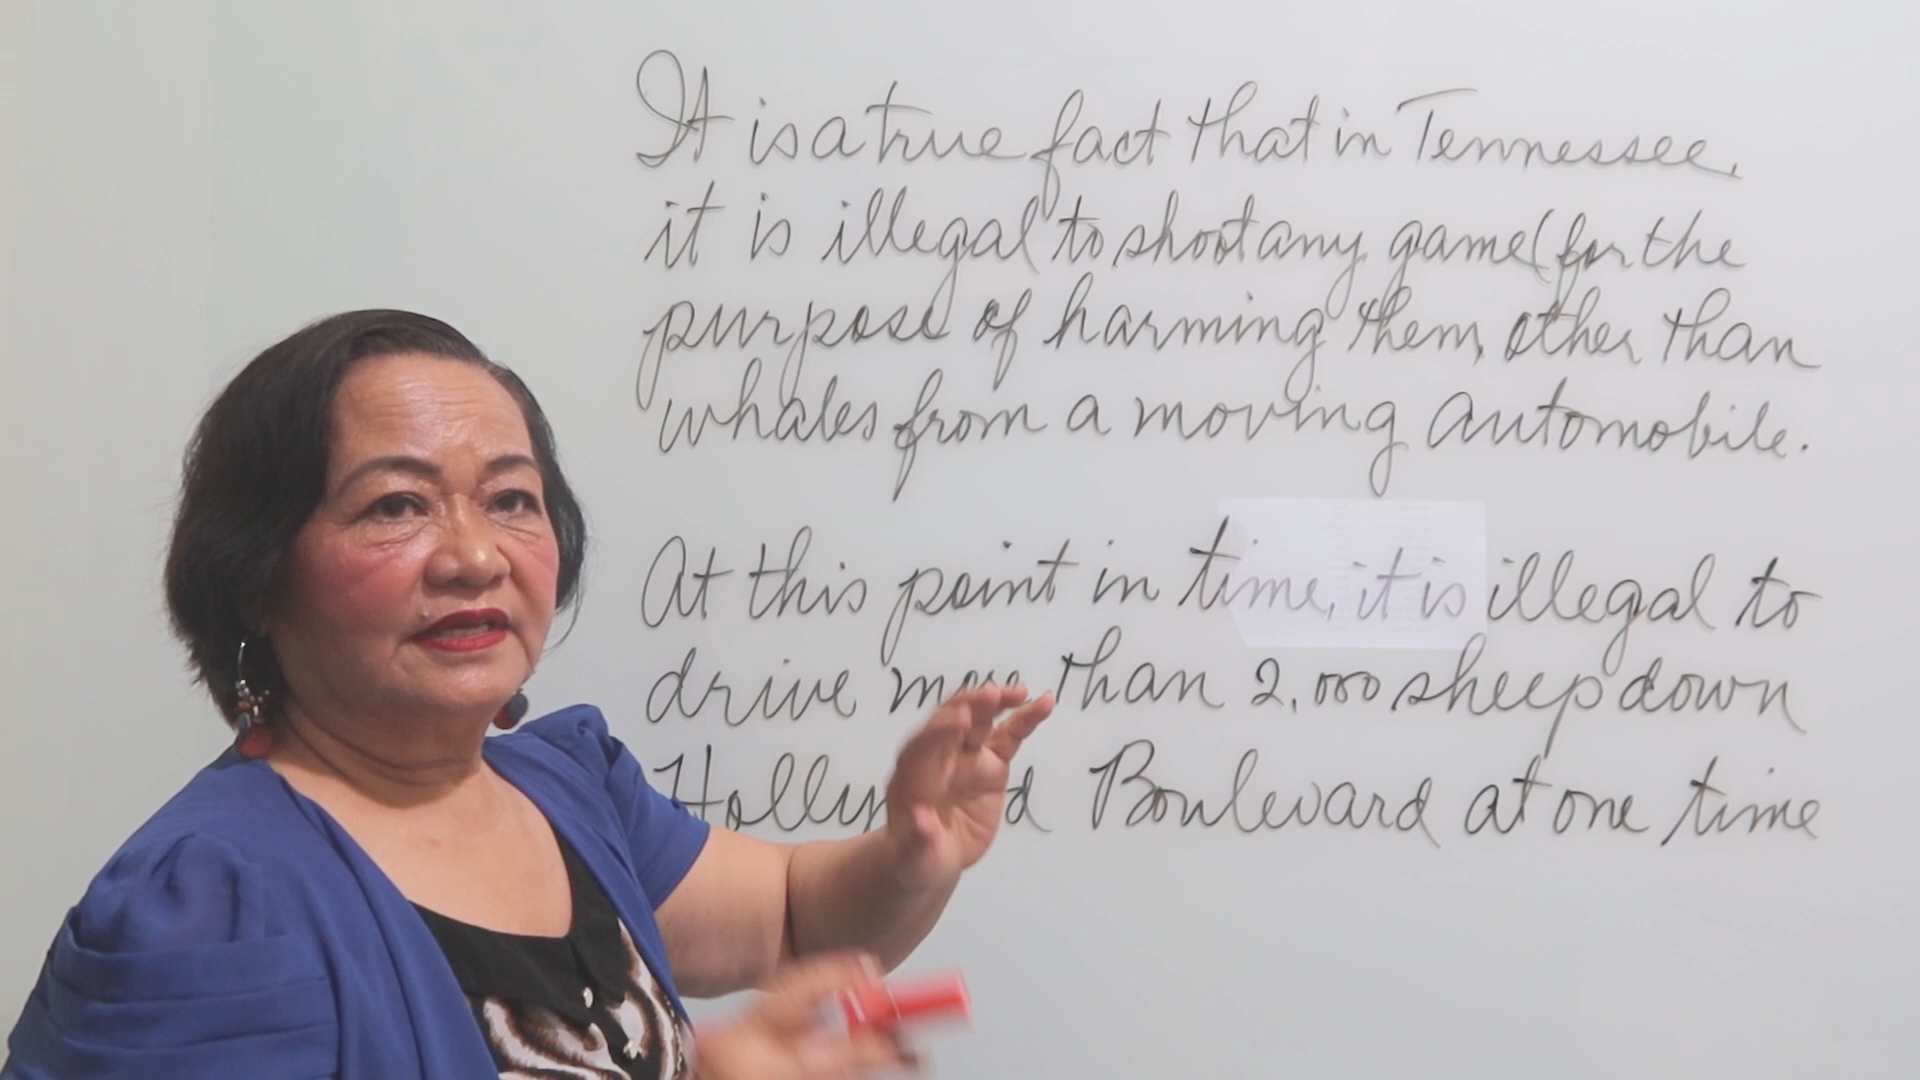 It is a true fact that in Tennessee,
it is illegal to shoot any game (for the
purpose of harming them, other than
whales from a moving automobile.
At this point in time, it is illegal to
drive more than 2,000 sheep down
Hollywood Boulevard at one time